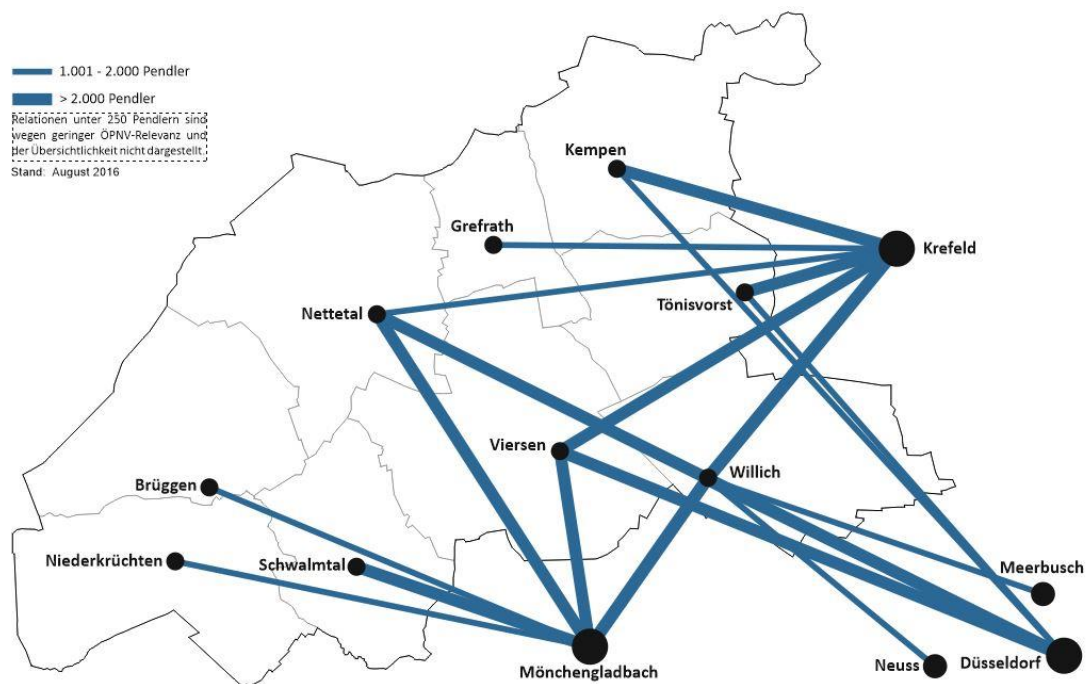 1.001 - 2.000 Pendler
> 2.000 Pendler
Relationen unter 250 Pendlern sind
wegen geringer ÖPNV-Relevanz und
der Übersichtlichkeit nicht dargestellt.
Stand: August 2016
Kempen
Grefrath
Krefeld
Tönisvorst
Nettetal
Viersen
Willich
Brüggen
Niederkrüchten
Schwalmtal
Meerbusch
Mönchengladbach
Neuss
Düsseldorf